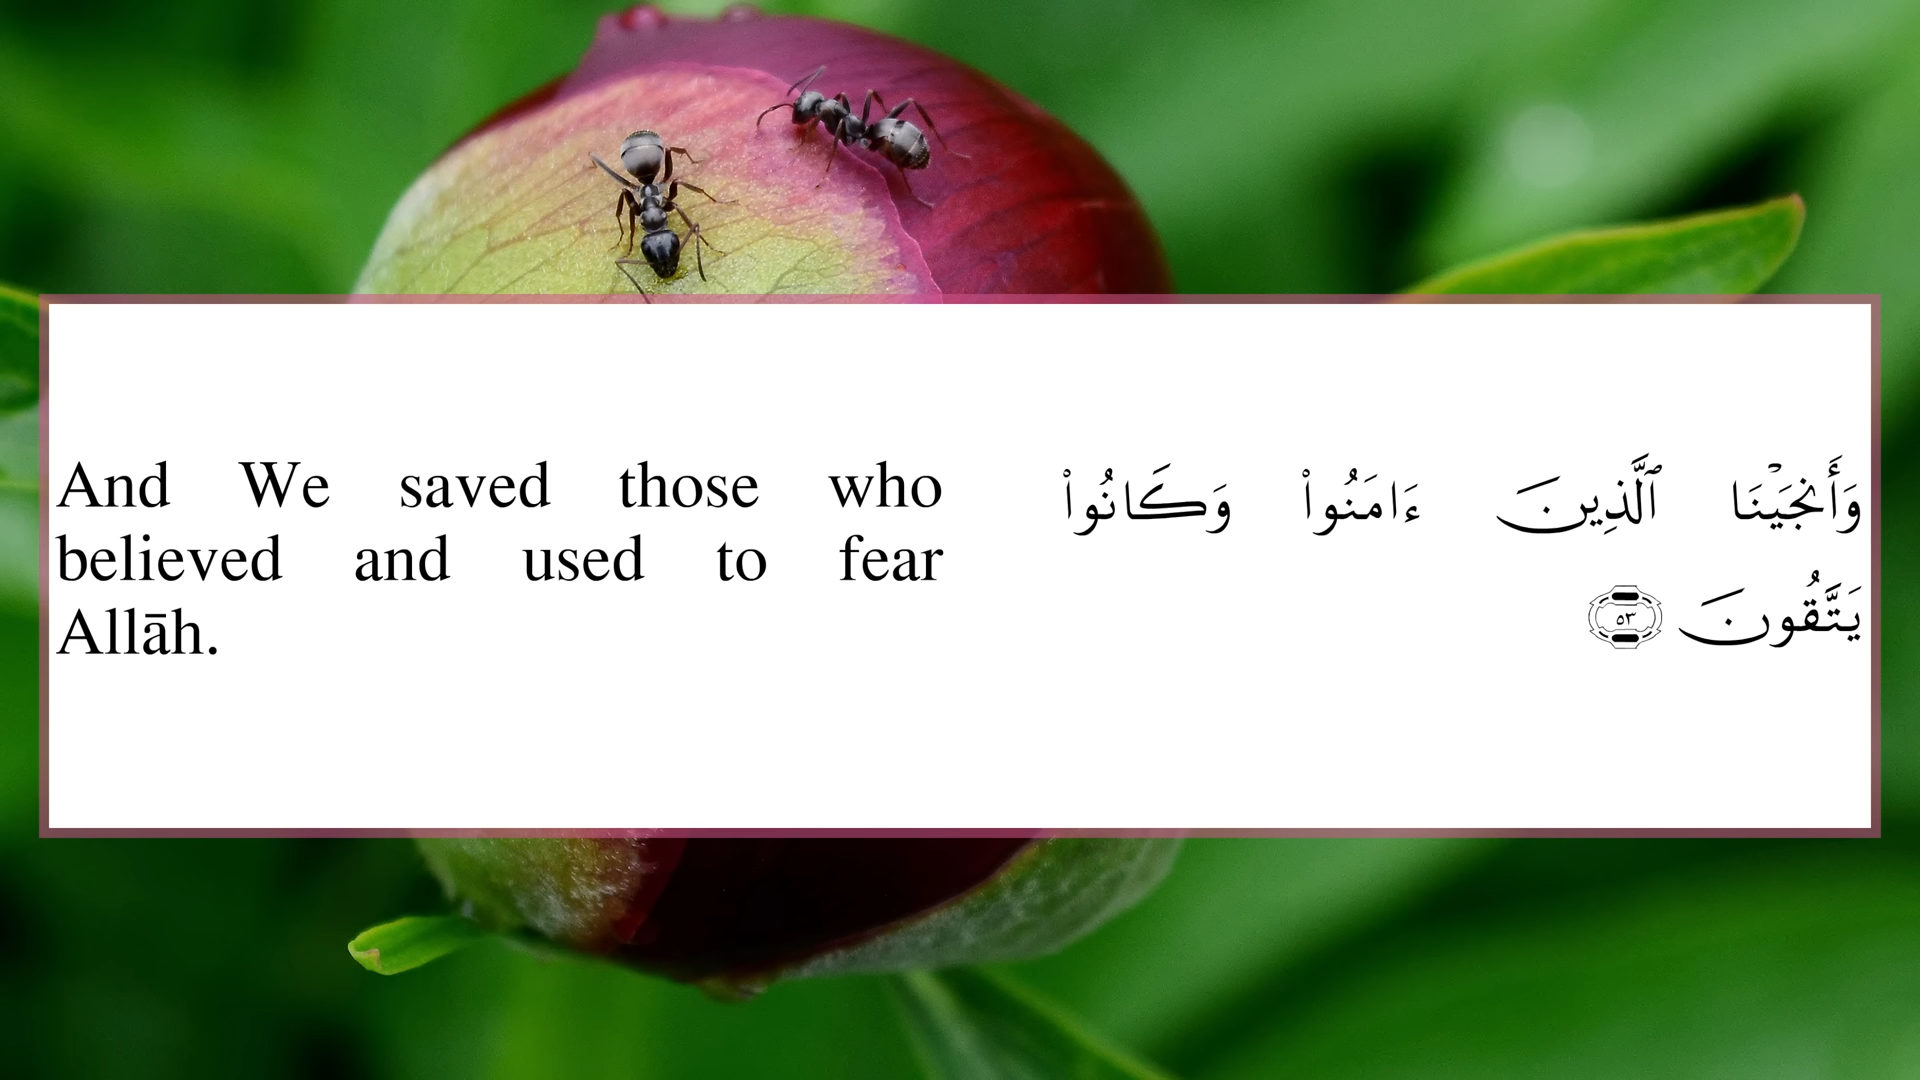 And We saved those who
believed and used to fear
Allāh.
وَأَنجَيْنَا ٱلَّذِينَ ءَامَنُوا۟ وَكَانُوا۟
يَتَّقُونَ ٥٣